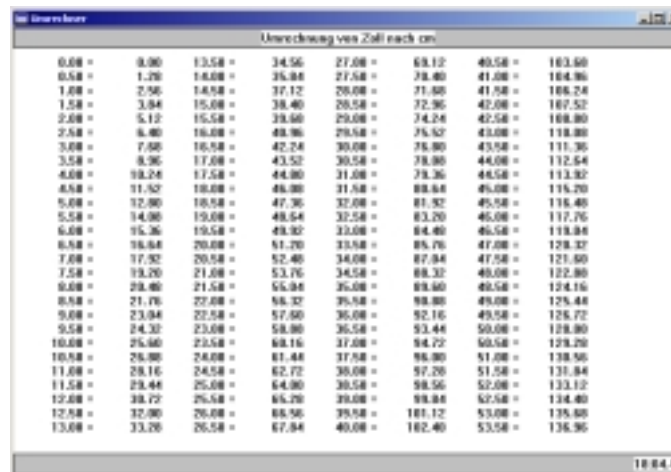 Umrechner
Umrechnung von Zoll nach cm
0.00 = 0.00 13.50 = 34.56 27.00 = 69.12 40.50 = 103.68
0.50 = 1.28 14.00 = 35.84 27.50 = 70.40 41.00 = 104.96
1.00 = 2.56 14.50 = 37.12 28.00 = 71.68 41.50 = 106.24
1.50 = 3.84 15.00 = 38.40 28.50 = 72.96 42.00 = 107.52
2.00 = 5.12 15.50 = 39.68 29.00 = 74.24 42.50 = 108.80
2.50 = 6.40 16.00 = 40.96 29.50 = 75.52 43.00 = 110.08
3.00 = 7.68 16.50 = 42.24 30.00 = 76.80 43.50 = 111.36
3.50 = 8.96 17.00 = 43.52 30.50 = 78.08 44.00 = 112.64
4.00 = 10.24 17.50 = 44.80 31.00 = 79.36 44.50 = 113.92
4.50 = 11.52 18.00 = 46.08 31.50 = 80.64 45.00 = 115.20
5.00 = 12.80 18.50 = 47.36 32.00 = 81.92 45.50 = 116.48
5.50 = 14.08 19.00 = 48.64 32.50 = 83.20 46.00 = 117.76
6.00 = 15.36 19.50 = 49.92 33.00 = 84.48 46.50 = 119.04
6.50 = 16.64 20.00 = 51.20 33.50 = 85.76 47.00 = 120.32
7.00 = 17.92 20.50 = 52.48 34.00 = 87.04 47.50 = 121.60
7.50 = 19.20 21.00 = 53.76 34.50 = 88.32 48.00 = 122.88
8.00 = 20.48 21.50 = 55.04 35.00 = 89.60 48.50 = 124.16
8.50 = 21.76 22.00 = 56.32 35.50 = 90.88 49.00 = 125.44
9.00 = 23.04 22.50 = 57.60 36.00 = 92.16 49.50 = 126.72
9.50 = 24.32 23.00 = 58.88 36.50 = 93.44 50.00 = 128.00
10.00 = 25.60 23.50 = 60.16 37.00 = 94.72 50.50 = 129.28
10.50 = 26.88 24.00 = 61.44 37.50 = 96.00 51.00 = 130.56
11.00 = 28.16 24.50 = 62.72 38.00 = 97.28 51.50 = 131.84
11.50 = 29.44 25.00 = 64.00 38.50 = 98.56 52.00 = 133.12
12.00 = 30.72 25.50 = 65.28 39.00 = 99.84 52.50 = 134.40
12.50 = 32.00 26.00 = 66.56 39.50 = 101.12 53.00 = 135.68
13.00 = 33.28 26.50 = 67.84 40.00 = 102.40 53.50 = 136.96
18:04